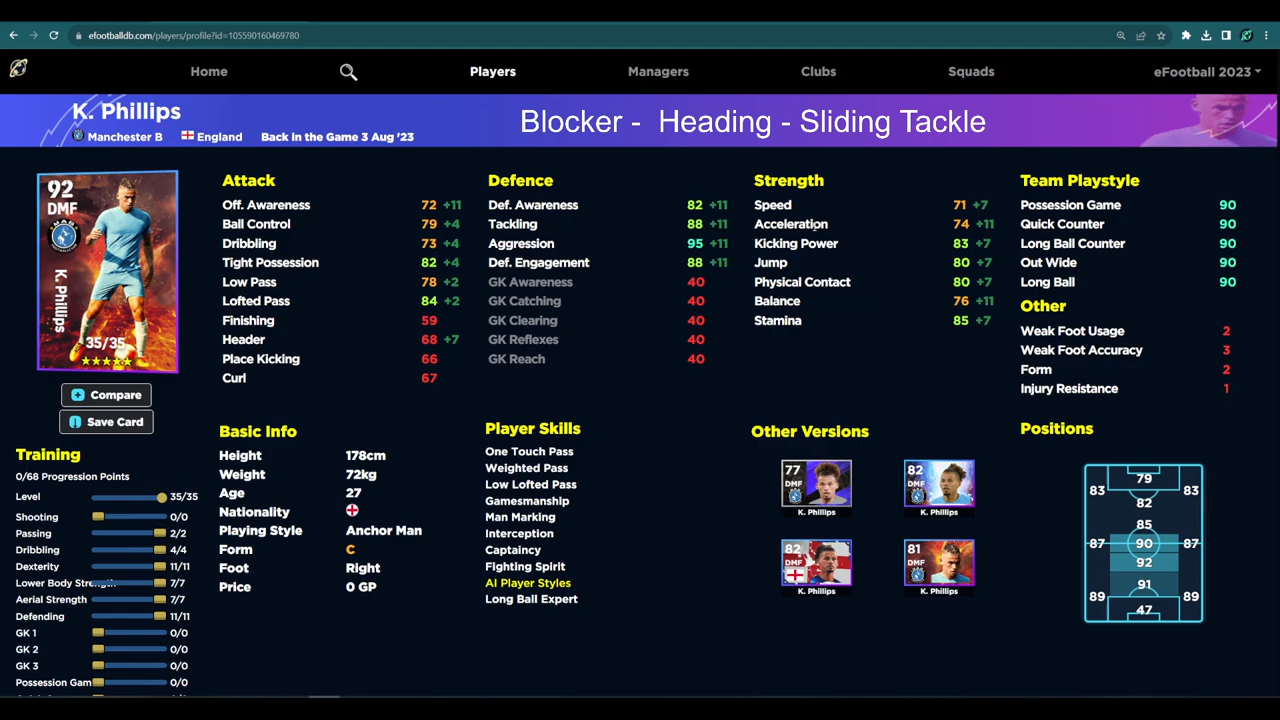 efootballdb.com/players/profile?id=105590160469780
Home
Players
Managers
Clubs
Squads
eFootball 2023
K. Phillips
Manchester B England Back in the Game 3 Aug '23
Blocker - Heading - Sliding Tackle
92
DMF
K. Phillips
35/35
Compare
Save Card
Training
0/68 Progression Points
Level 35/35
Shooting 0/0
Passing 2/2
Dribbling 4/4
Dexterity 11/11
Lower Body Strength 7/7
Aerial Strength 7/7
Defending 11/11
GK 1 0/0
GK 2 0/0
GK 3 0/0
Possession Gam 0/0
Attack
Off. Awareness 72 +11
Ball Control 79 +4
Dribbling 73 +4
Tight Possession 82 +4
Low Pass 78 +2
Lofted Pass 84 +2
Finishing 59
Header 68 +7
Place Kicking 66
Curl 67
Defence
Def. Awareness 82 +11
Tackling 88 +11
Aggression 95 +11
Def. Engagement 88 +11
GK Awareness 40
GK Catching 40
GK Clearing 40
GK Reflexes 40
GK Reach 40
Strength
Speed 71 +7
Acceleration 74 +11
Kicking Power 83 +7
Jump 80 +7
Physical Contact 80 +7
Balance 76 +11
Stamina 85 +7
Team Playstyle
Possession Game 90
Quick Counter 90
Long Ball Counter 90
Out Wide 90
Long Ball 90
Other
Weak Foot Usage 2
Weak Foot Accuracy 3
Form 2
Injury Resistance 1
Basic Info
Height 178cm
Weight 72kg
Age 27
Nationality
Playing Style Anchor Man
Form C
Foot Right
Price 0 GP
Player Skills
One Touch Pass
Weighted Pass
Low Lofted Pass
Gamesmanship
Man Marking
Interception
Captaincy
Fighting Spirit
AI Player Styles
Long Ball Expert
Other Versions
77
DMF
K. Phillips
82
DMF
K. Phillips
82
DMF
K. Phillips
81
DMF
K. Phillips
Positions
79
83 83
82
85
87 90 87
92
91
89 89
47